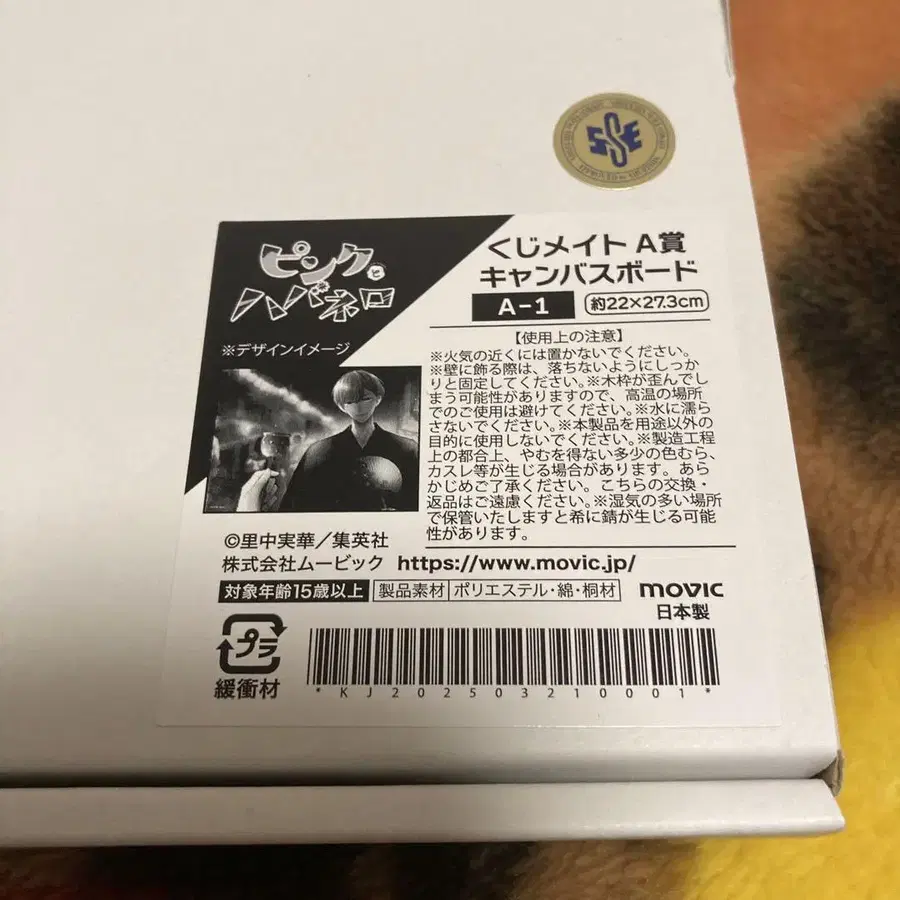 ピンクとハバネロ
※デザインイメージ
くじメイト A賞
キャンバスボード
A-1
約22×27.3cm
【使用上の注意】
※火気の近くには置かないでください。
※壁に飾る際は、落ちないようにしっか
りと固定してください。※木枠が歪んでし
まう可能性がありますので、高温の場所
でのご使用は避けてください。※水に濡ら
さないでください。※本製品を用途以外の
目的に使用しないでください。※製造工程
上の都合上、やむを得ない多少の色むら、
カスレ等が生じる場合があります。あら
かじめご了承ください。こちらの交換・
返品はご遠慮ください。※湿気の多い場所
で保管いたしますと希に錆が生じる可能
性があります。
©里中実華／集英社
株式会社ムービック https://www.movic.jp/
対象年齢15歳以上 製品素材 ポリエステル・綿・桐材
movic
日本製
プラ
緩衝材
*KJ202503210001*